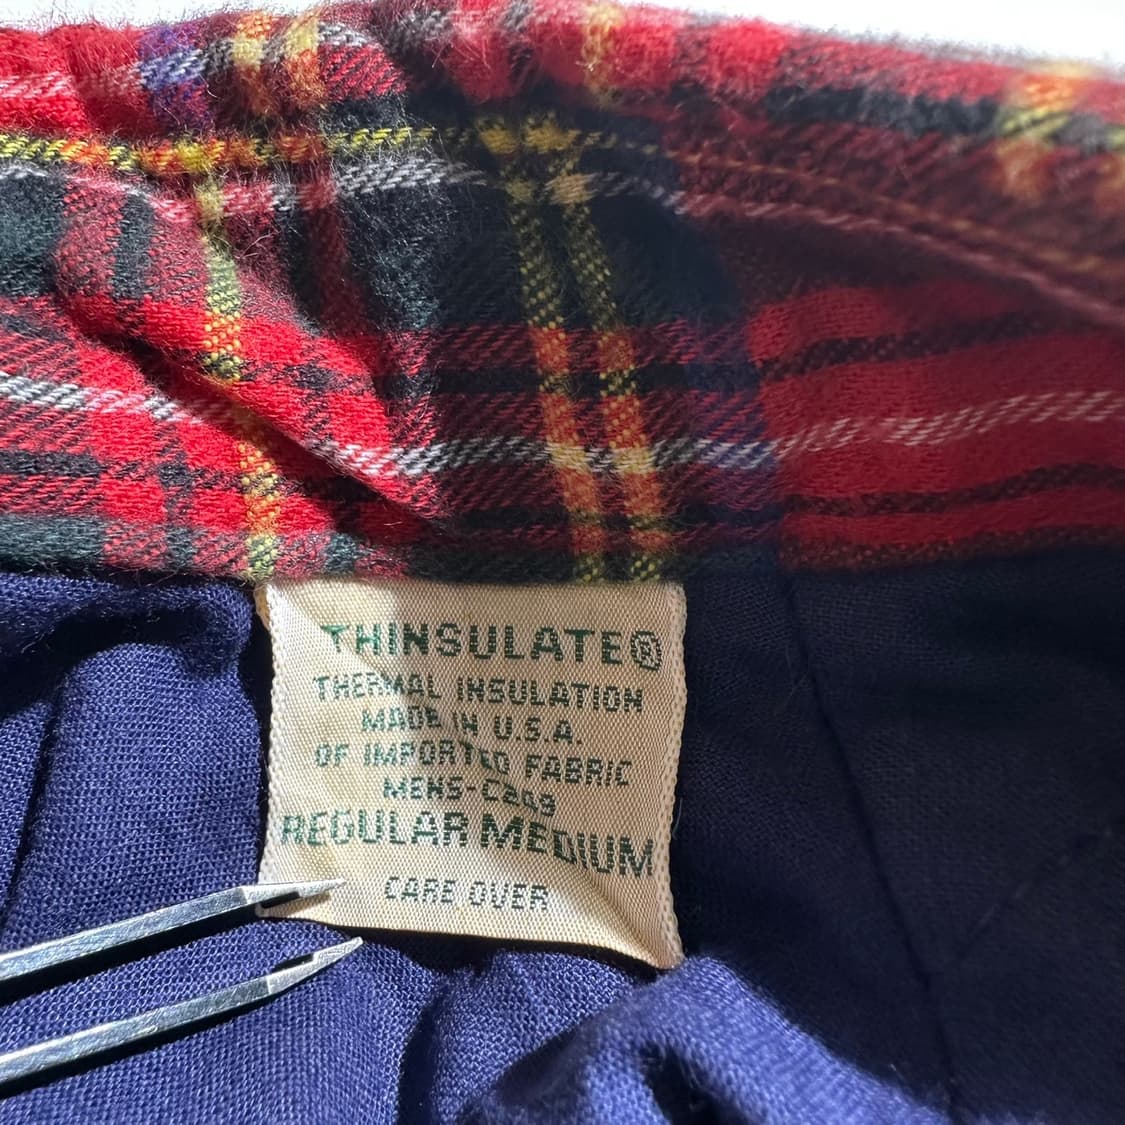 THINSULATE®
THERMAL INSULATION
MADE IN U.S.A.
OF IMPORTED FABRIC
MENS-C209
REGULAR MEDIUM
CARE OVER